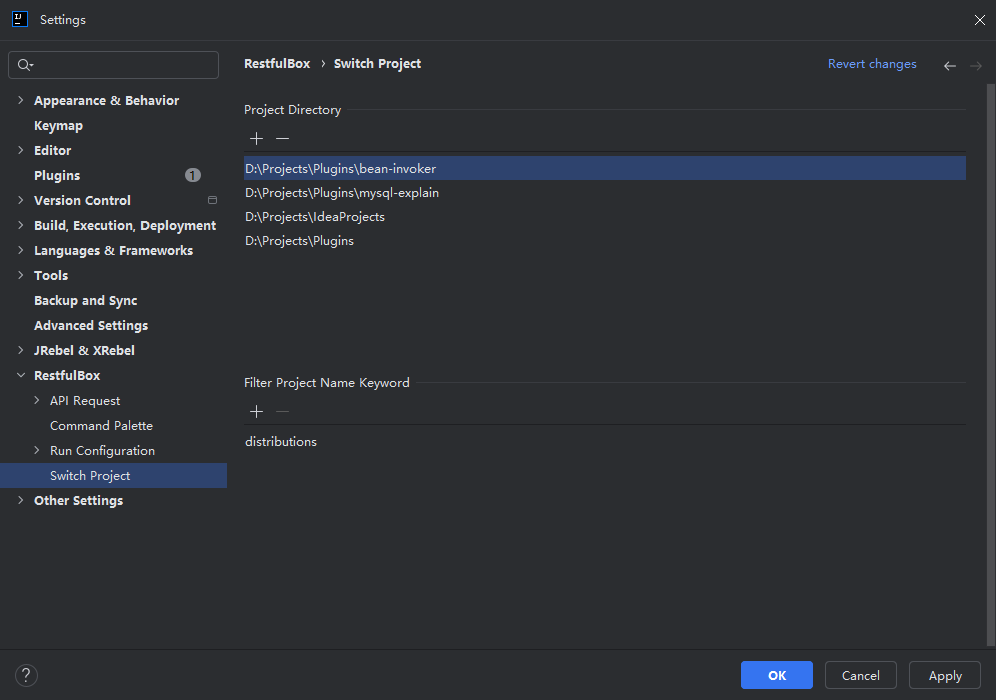 Settings
RestfulBox › Switch Project
Revert changes
Appearance & Behavior
Keymap
Editor
Plugins 1
Version Control
Build, Execution, Deployment
Languages & Frameworks
Tools
Backup and Sync
Advanced Settings
JRebel & XRebel
RestfulBox
API Request
Command Palette
Run Configuration
Switch Project
Other Settings
Project Directory
D:\Projects\Plugins\bean-invoker
D:\Projects\Plugins\mysql-explain
D:\Projects\IdeaProjects
D:\Projects\Plugins
Filter Project Name Keyword
distributions
?
OK
Cancel
Apply